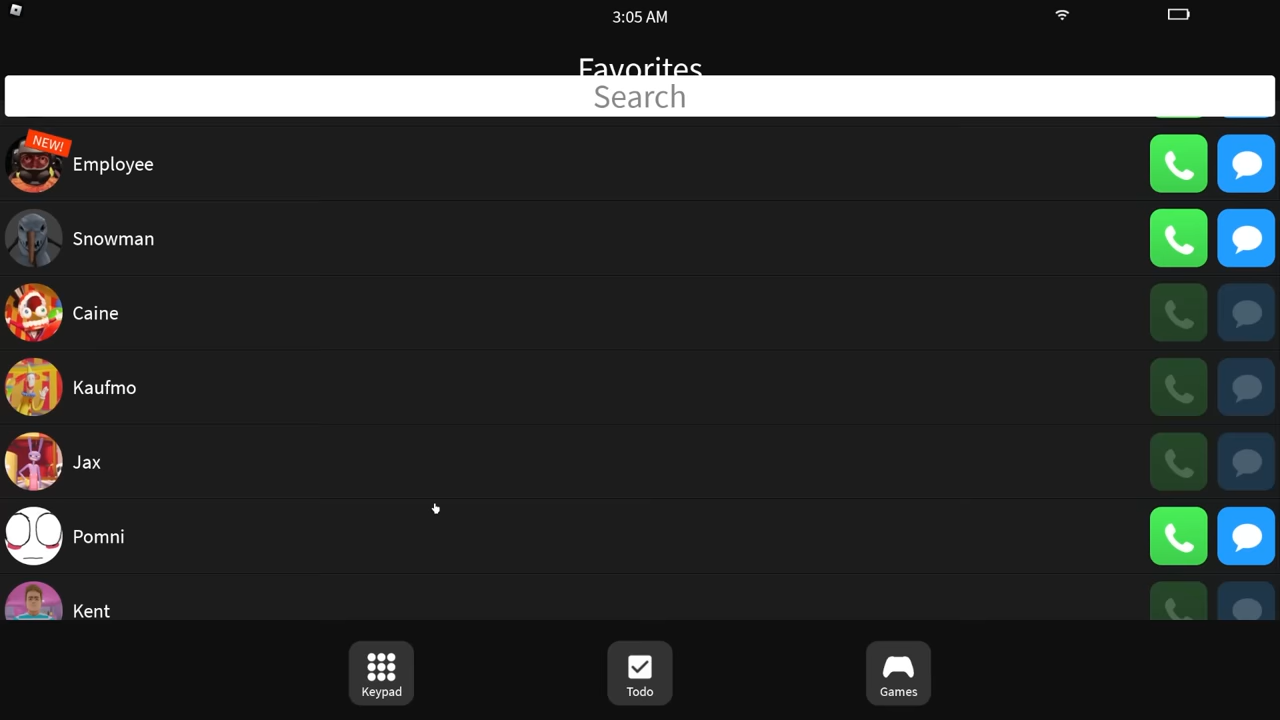 3:05 AM
Favorites
Search
NEW!
Employee
Snowman
Caine
Kaufmo
Jax
Pomni
Kent
Keypad
Todo
Games